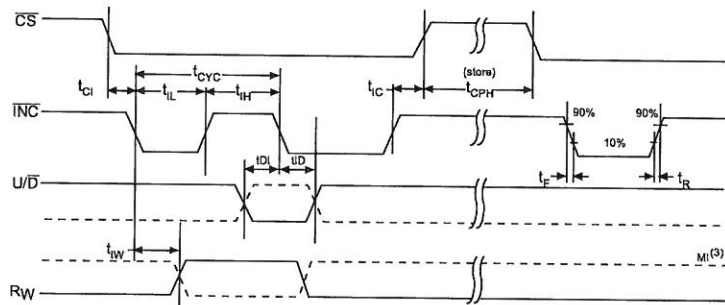 CS
tCYC
(store)
tCI
tIL
tIH
tIC
tCPH
INC
90%
90%
10%
tDI
tID
U/D
tF
tR
tIW
MI(3)
RW